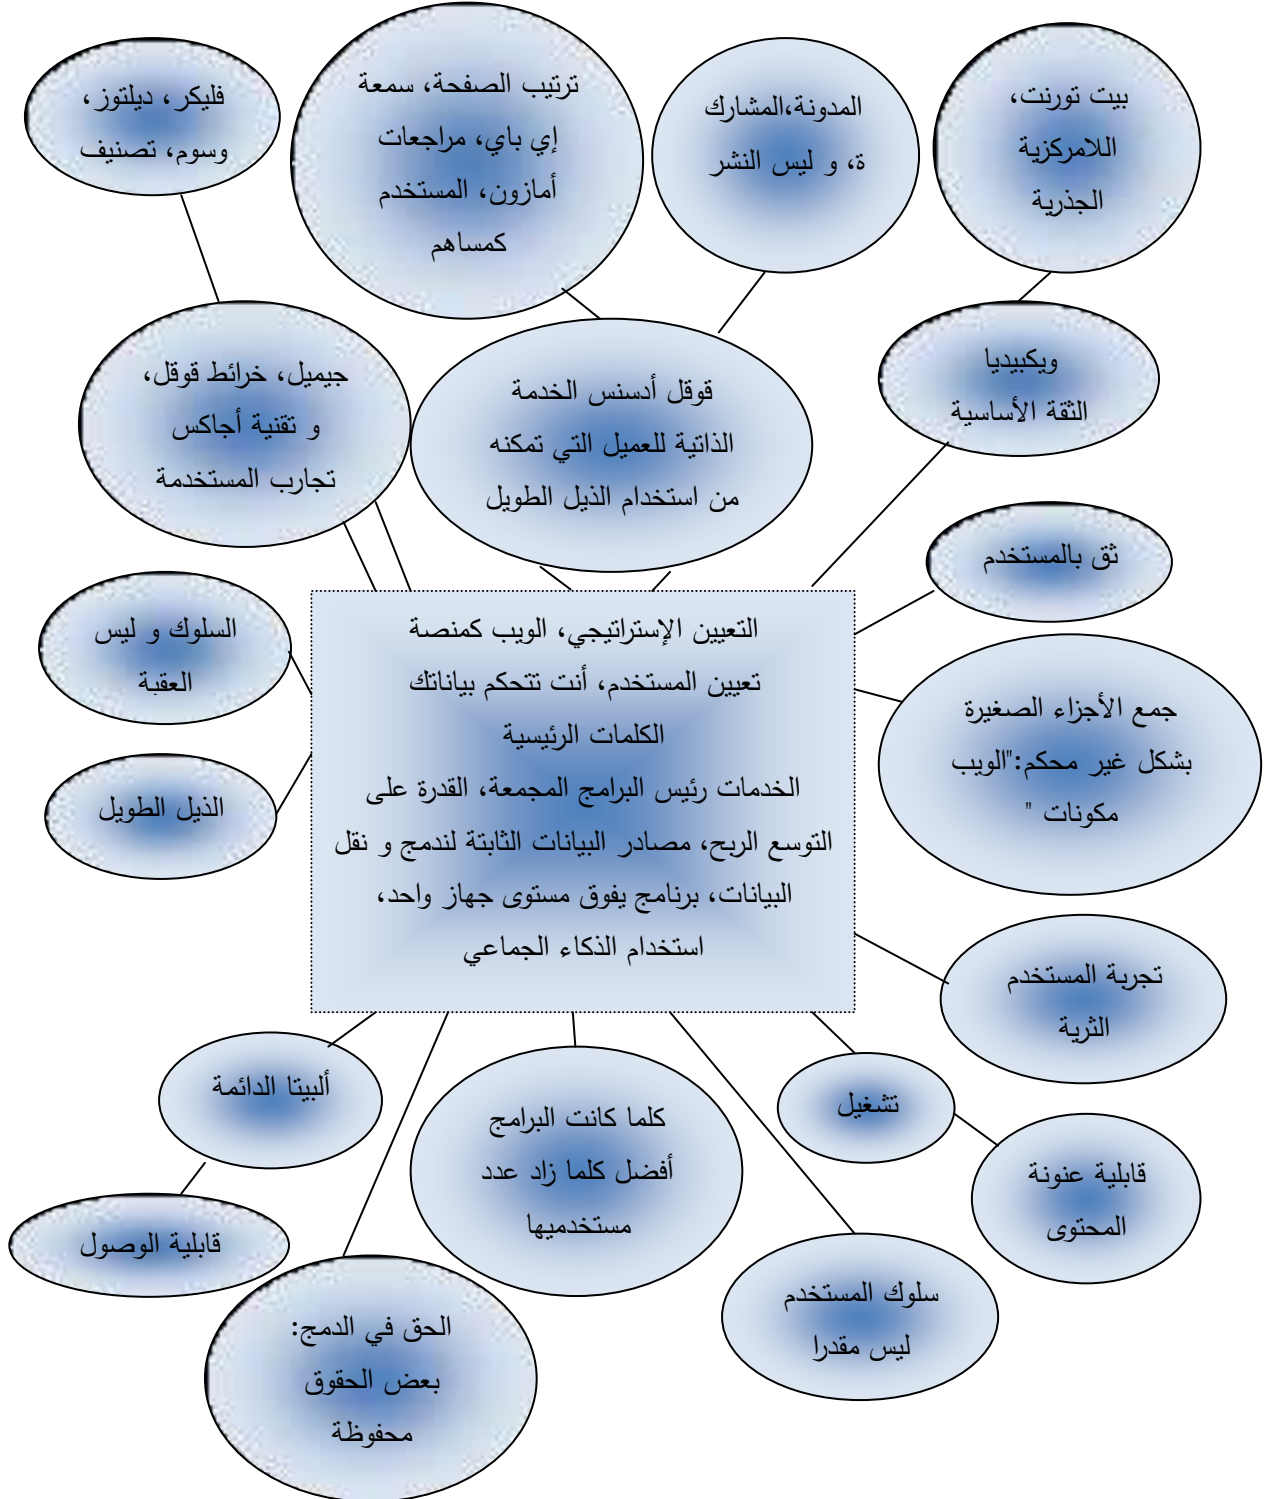 بيت تورنت،
اللامركزية
الجذرية
المدونة،المشارك
ة، و ليس النشر
ترتيب الصفحة، سمعة
إي باي، مراجعات
أمازون، المستخدم
كمساهم
فليكر، ديلتوز،
وسوم، تصنيف
ويكبيديا
الثقة الأساسية
قوقل أدسنس الخدمة
الذاتية للعميل التي تمكنه
من استخدام الذيل الطويل
جيميل، خرائط قوقل،
و تقنية أجاكس
تجارب المستخدمة
ثق بالمستخدم
السلوك و ليس
العقبة
جمع الأجزاء الصغيرة
بشكل غير محكم:"الويب
مكونات "
الذيل الطويل
التعيين الإستراتيجي، الويب كمنصة
تعيين المستخدم، أنت تتحكم بياناتك
الكلمات الرئيسية
الخدمات رئيس البرامج المجمعة، القدرة على
التوسع الربح، مصادر البيانات الثابتة لندمج و نقل
البيانات، برنامج يفوق مستوى جهاز واحد،
استخدام الذكاء الجماعي
تجربة المستخدم
الثرية
تشغيل
كلما كانت البرامج
أفضل كلما زاد عدد
مستخدميها
ألبيتا الدائمة
قابلية عنونة
المحتوى
قابلية الوصول
سلوك المستخدم
ليس مقدرا
الحق في الدمج:
بعض الحقوق
محفوظة